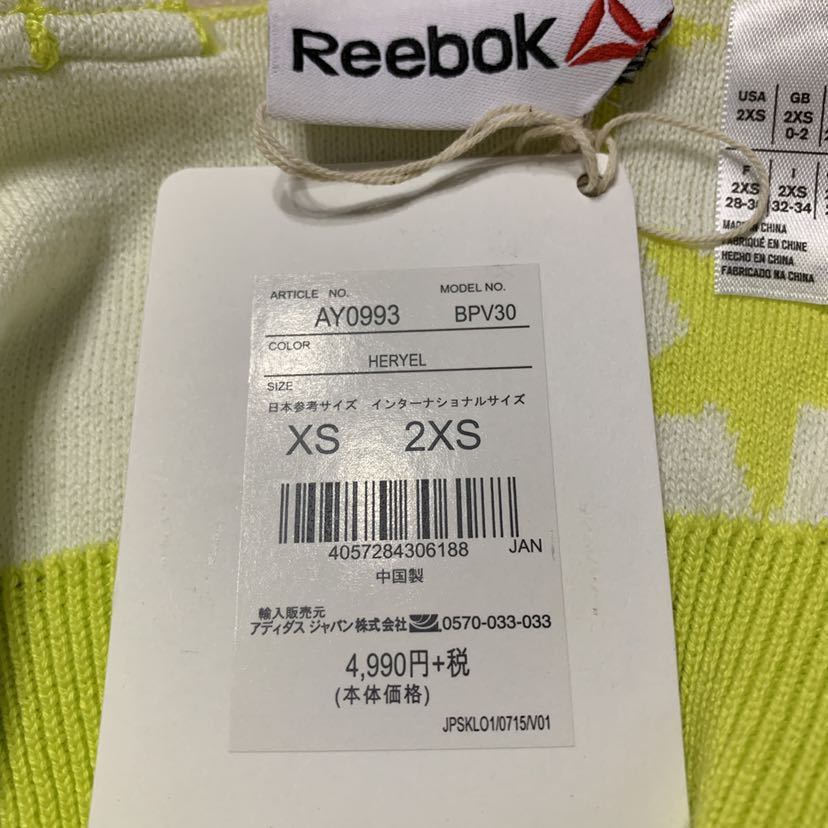 Reebok
USA GB
2XS 2XS
0-2
F I
2XS 2XS
32-34
MADE IN CHINA
FABRIQUÉ EN CHINE
HECHO EN CHINA
FABRICADO NA CHINA
ARTICLE NO. MODEL NO.
AY0993 BPV30
COLOR
HERYEL
SIZE
日本参考サイズ インターナショナルサイズ
XS 2XS
4057284306188 JAN
中国製
輸入販売元
アディダス ジャパン株式会社 0570-033-033
4,990円+税
(本体価格)
JPSKLO1/0715/V01